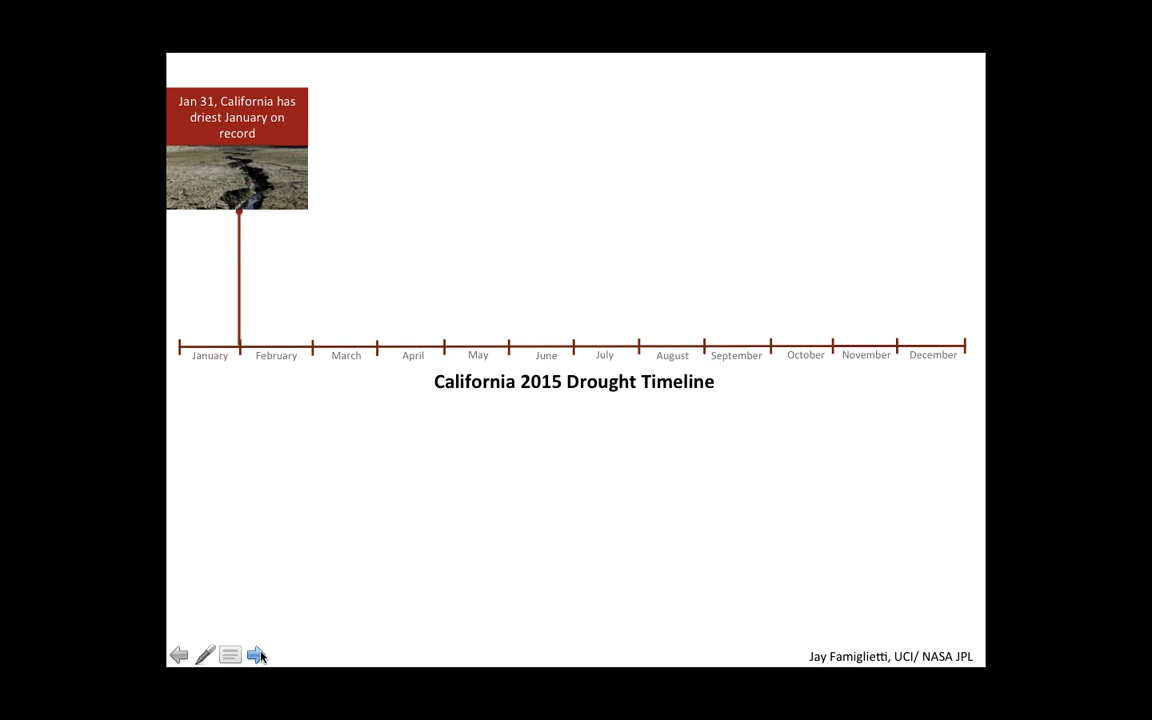 Jan 31, California has
driest January on
record
January February March April May June July August September October November December
California 2015 Drought Timeline
Jay Famiglietti, UCI/ NASA JPL